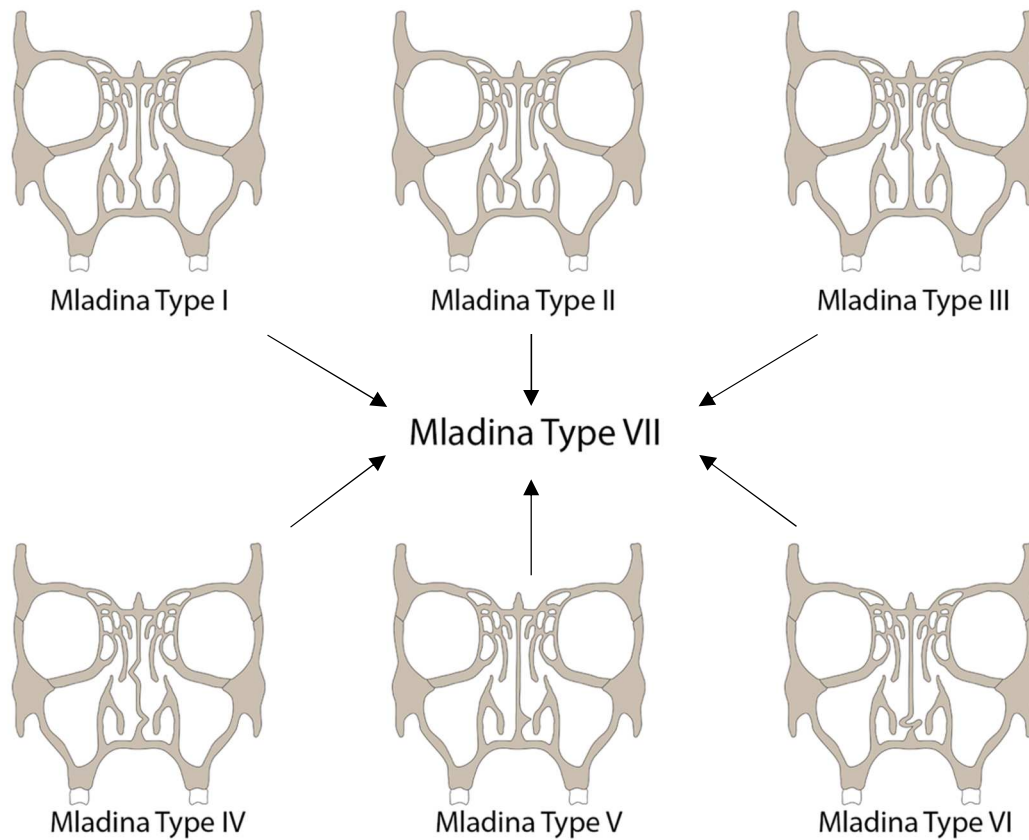 Mladina Type I
Mladina Type II
Mladina Type III
Mladina Type VII
Mladina Type IV
Mladina Type V
Mladina Type VI